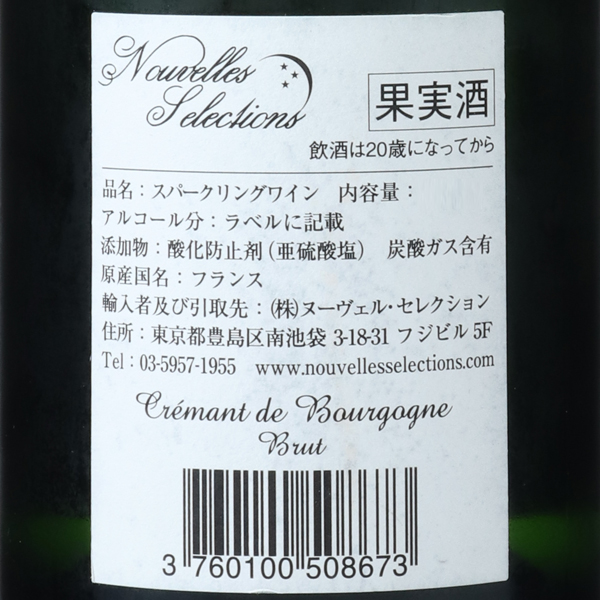 Nouvelles
Selections
果実酒
飲酒は20歳になってから
品名：スパークリングワイン　内容量：
アルコール分：ラベルに記載
添加物：酸化防止剤（亜硫酸塩）　炭酸ガス含有
原産国名：フランス
輸入者及び引取先：(株)ヌーヴェル・セレクション
住所：東京都豊島区南池袋 3-18-31 フジビル 5F
Tel : 03-5957-1955　www.nouvellesselections.com
Crémant de Bourgogne
Brut
3 760100 508673